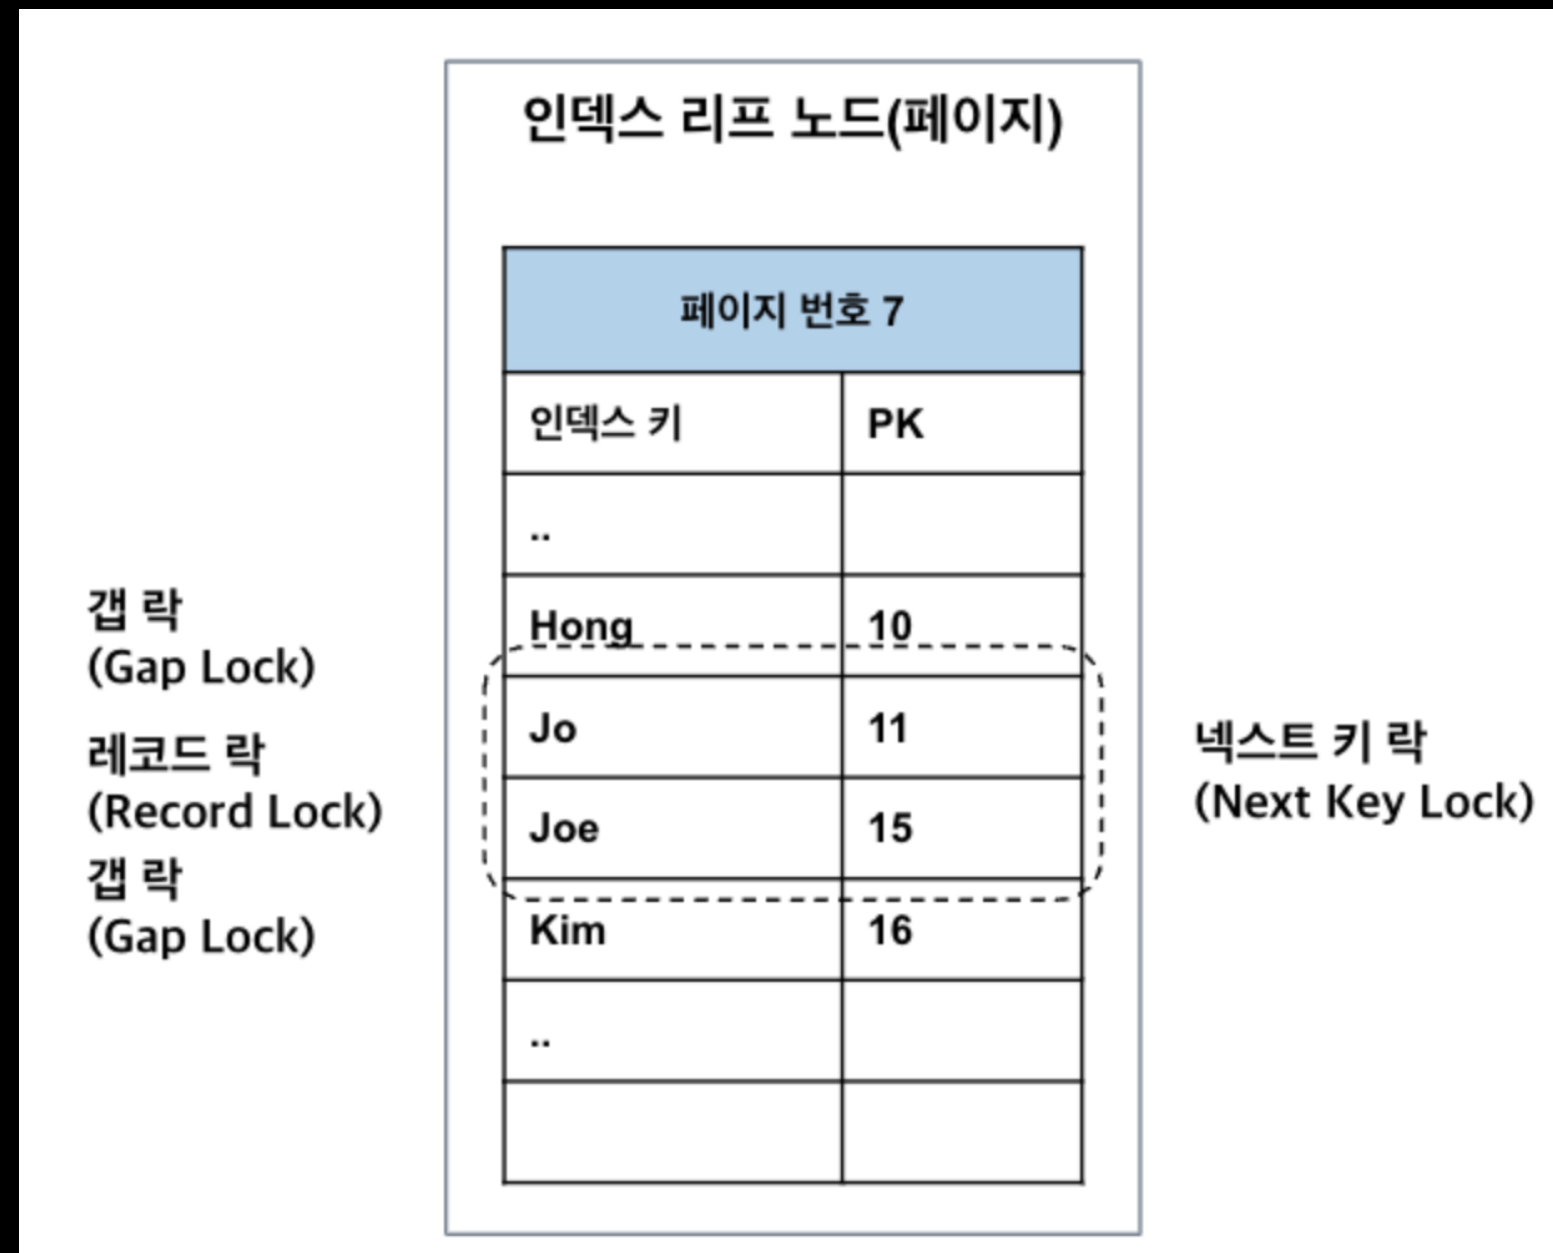 인덱스 리프 노드(페이지)
페이지 번호 7
인덱스 키 PK
..
Hong 10
Jo 11
Joe 15
Kim 16
..
갭 락
(Gap Lock)
레코드 락
(Record Lock)
갭 락
(Gap Lock)
넥스트 키 락
(Next Key Lock)